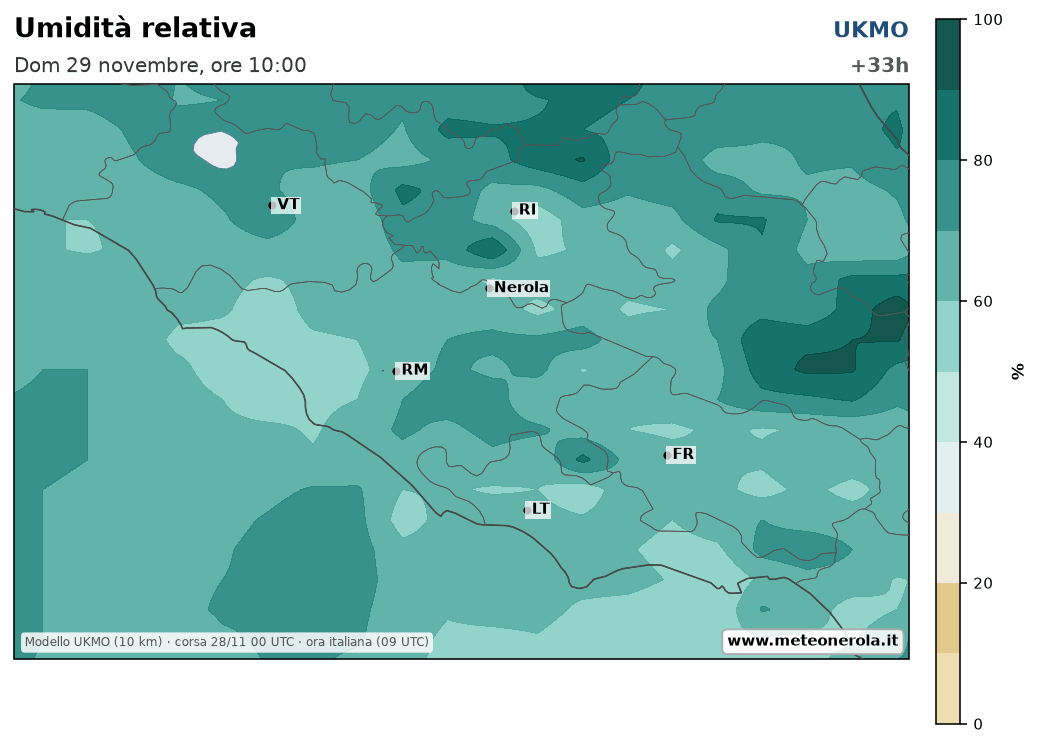 Umidità relativa
UKMO
Dom 29 novembre, ore 10:00
+33h
100
80
60
40
20
0
%
VT
RI
Nerola
RM
FR
LT
Modello UKMO (10 km) · corsa 28/11 00 UTC · ora italiana (09 UTC)
www.meteonerola.it